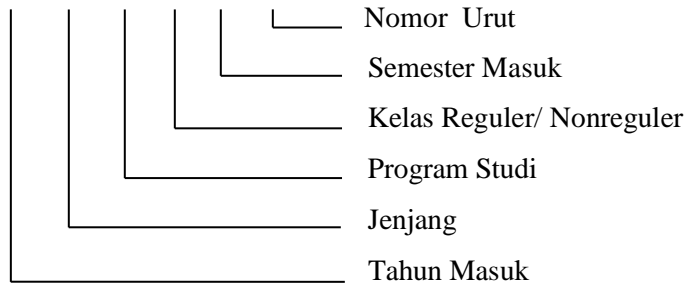 Nomor Urut
Semester Masuk
Kelas Reguler/ Nonreguler
Program Studi
Jenjang
Tahun Masuk